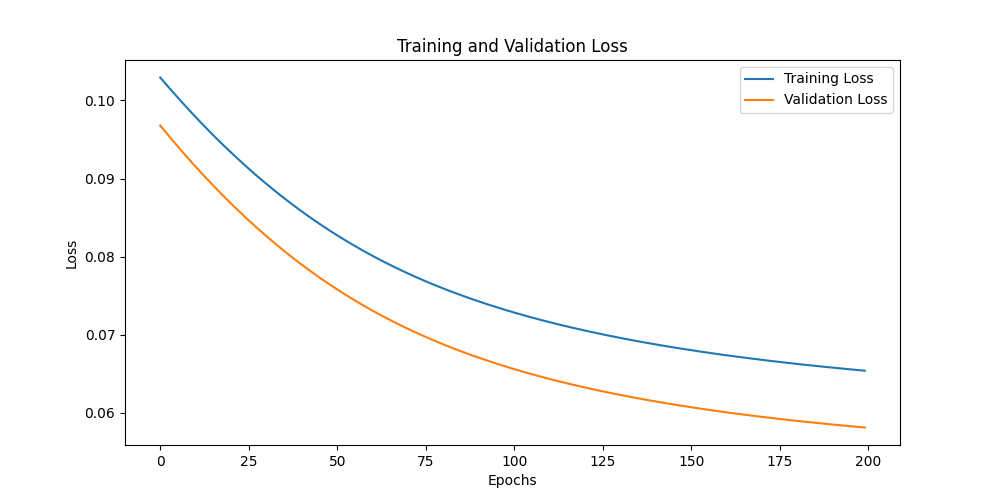 Training and Validation Loss
Training Loss
Validation Loss
0.10
0.09
0.08
0.07
0.06
Loss
0 25 50 75 100 125 150 175 200
Epochs